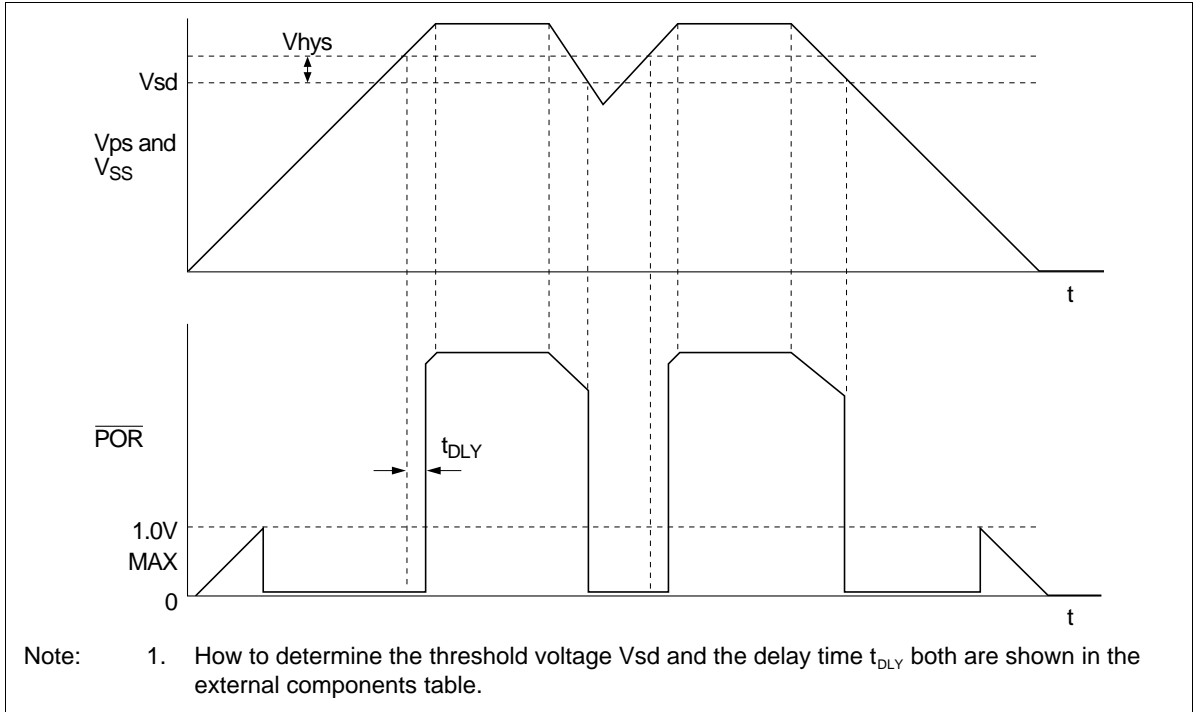 Vhys
Vsd
Vps and
VSS
t
POR
tDLY
1.0V
MAX
0
t
Note: 1. How to determine the threshold voltage Vsd and the delay time tDLY both are shown in the
external components table.